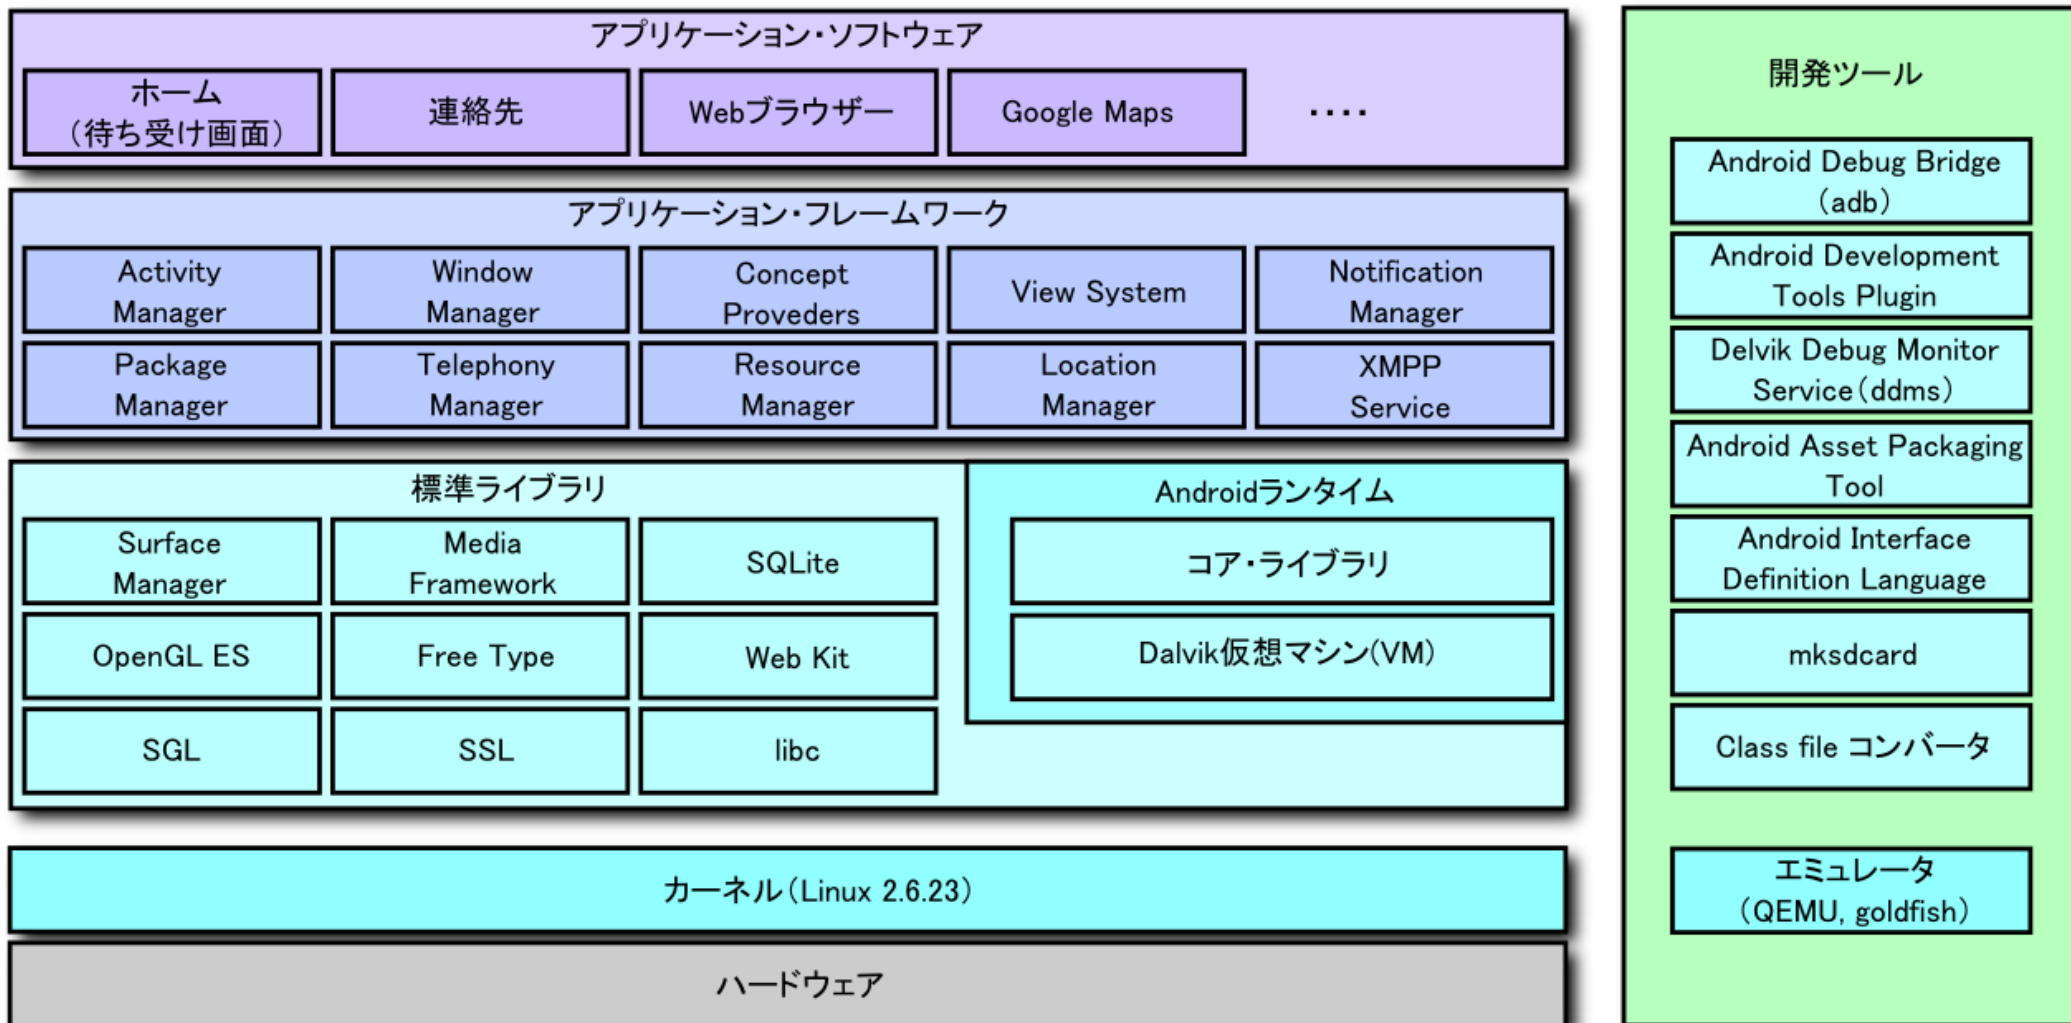 アプリケーション・ソフトウェア
ホーム
（待ち受け画面）
連絡先
Webブラウザー
Google Maps
････
アプリケーション・フレームワーク
Activity
Manager
Window
Manager
Concept
Proveders
View System
Notification
Manager
Package
Manager
Telephony
Manager
Resource
Manager
Location
Manager
XMPP
Service
標準ライブラリ
Surface
Manager
Media
Framework
SQLite
OpenGL ES
Free Type
Web Kit
SGL
SSL
libc
Androidランタイム
コア・ライブラリ
Dalvik仮想マシン(VM)
カーネル（Linux 2.6.23）
ハードウェア
開発ツール
Android Debug Bridge
（adb）
Android Development
Tools Plugin
Delvik Debug Monitor
Service（ddms）
Android Asset Packaging
Tool
Android Interface
Definition Language
mksdcard
Class file コンバータ
エミュレータ
（QEMU, goldfish）